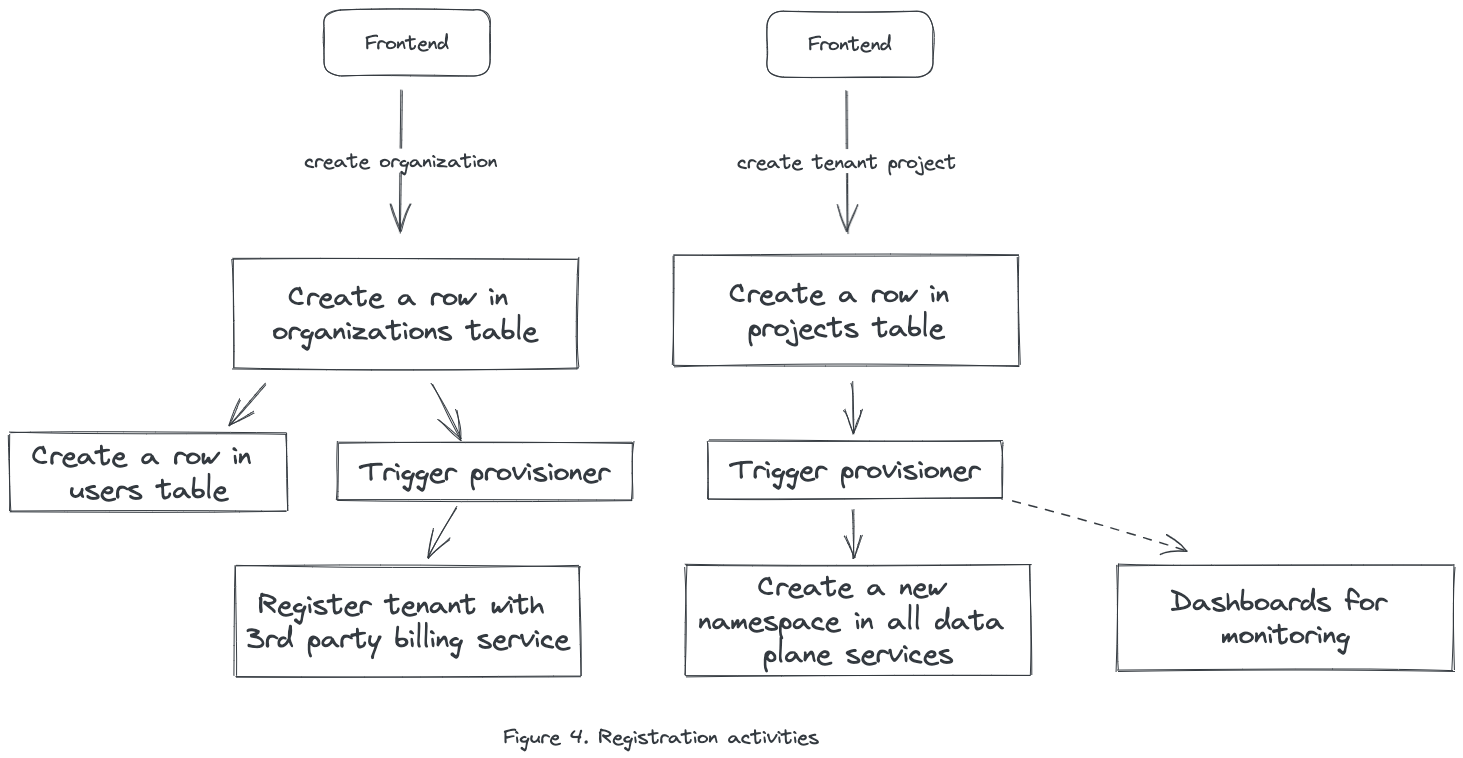 Frontend
Frontend
create organization
create tenant project
Create a row in
organizations table
Create a row in
projects table
Create a row in
users table
Trigger provisioner
Trigger provisioner
Register tenant with
3rd party billing service
Create a new
namespace in all data
plane services
Dashboards for
monitoring
Figure 4. Registration activities